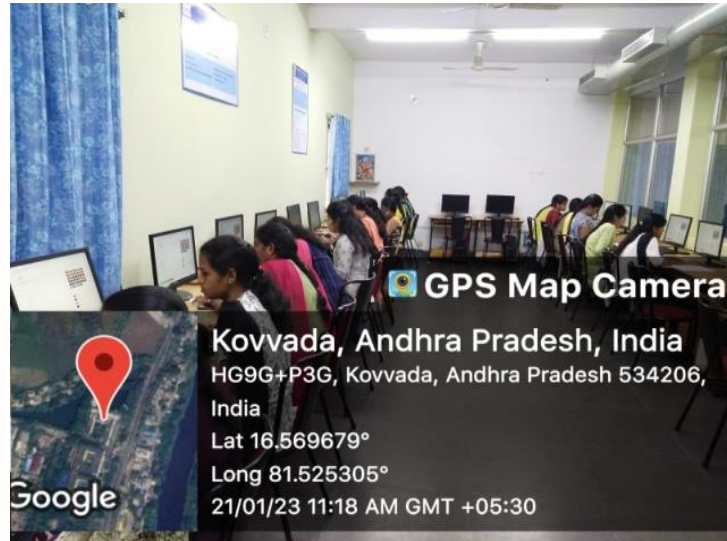 GPS Map Camera
Kovvada, Andhra Pradesh, India
HG9G+P3G, Kovvada, Andhra Pradesh 534206,
India
Lat 16.569679°
Long 81.525305°
21/01/23 11:18 AM GMT +05:30
Google